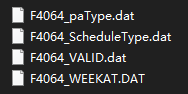 F4064_paType.dat
F4064_ScheduleType.dat
F4064_VALID.dat
F4064_WEEKAT.DAT